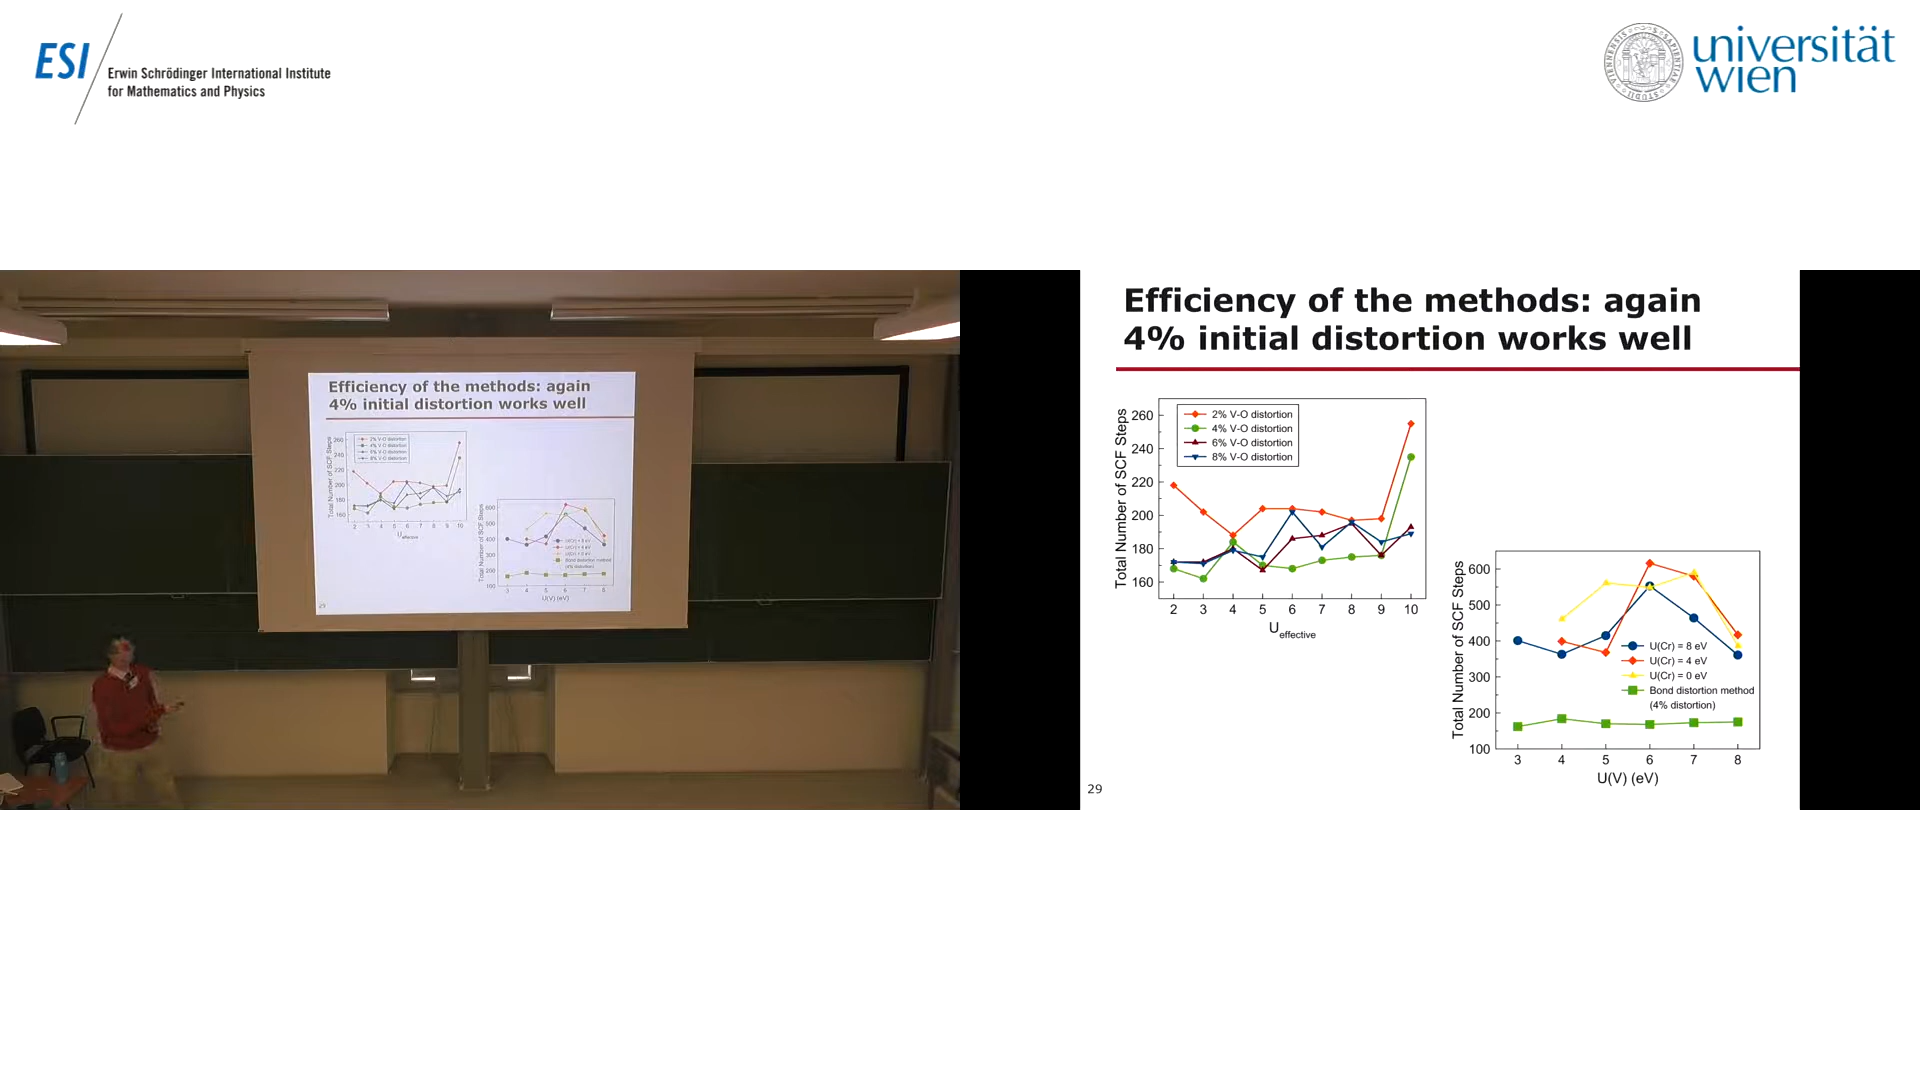 ESI
Erwin Schrödinger International Institute
for Mathematics and Physics
universität
wien
Efficiency of the methods: again
4% initial distortion works well
Efficiency of the methods: again
4% initial distortion works well
Total Number of SCF Steps
260
240
220
200
180
160
2% V-O distortion
4% V-O distortion
6% V-O distortion
8% V-O distortion
2 3 4 5 6 7 8 9 10
Ueffective
Total Number of SCF Steps
600
500
400
300
200
100
U(Cr) = 8 eV
U(Cr) = 4 eV
U(Cr) = 0 eV
Bond distortion method
(4% distortion)
3 4 5 6 7 8
U(V) (eV)
29